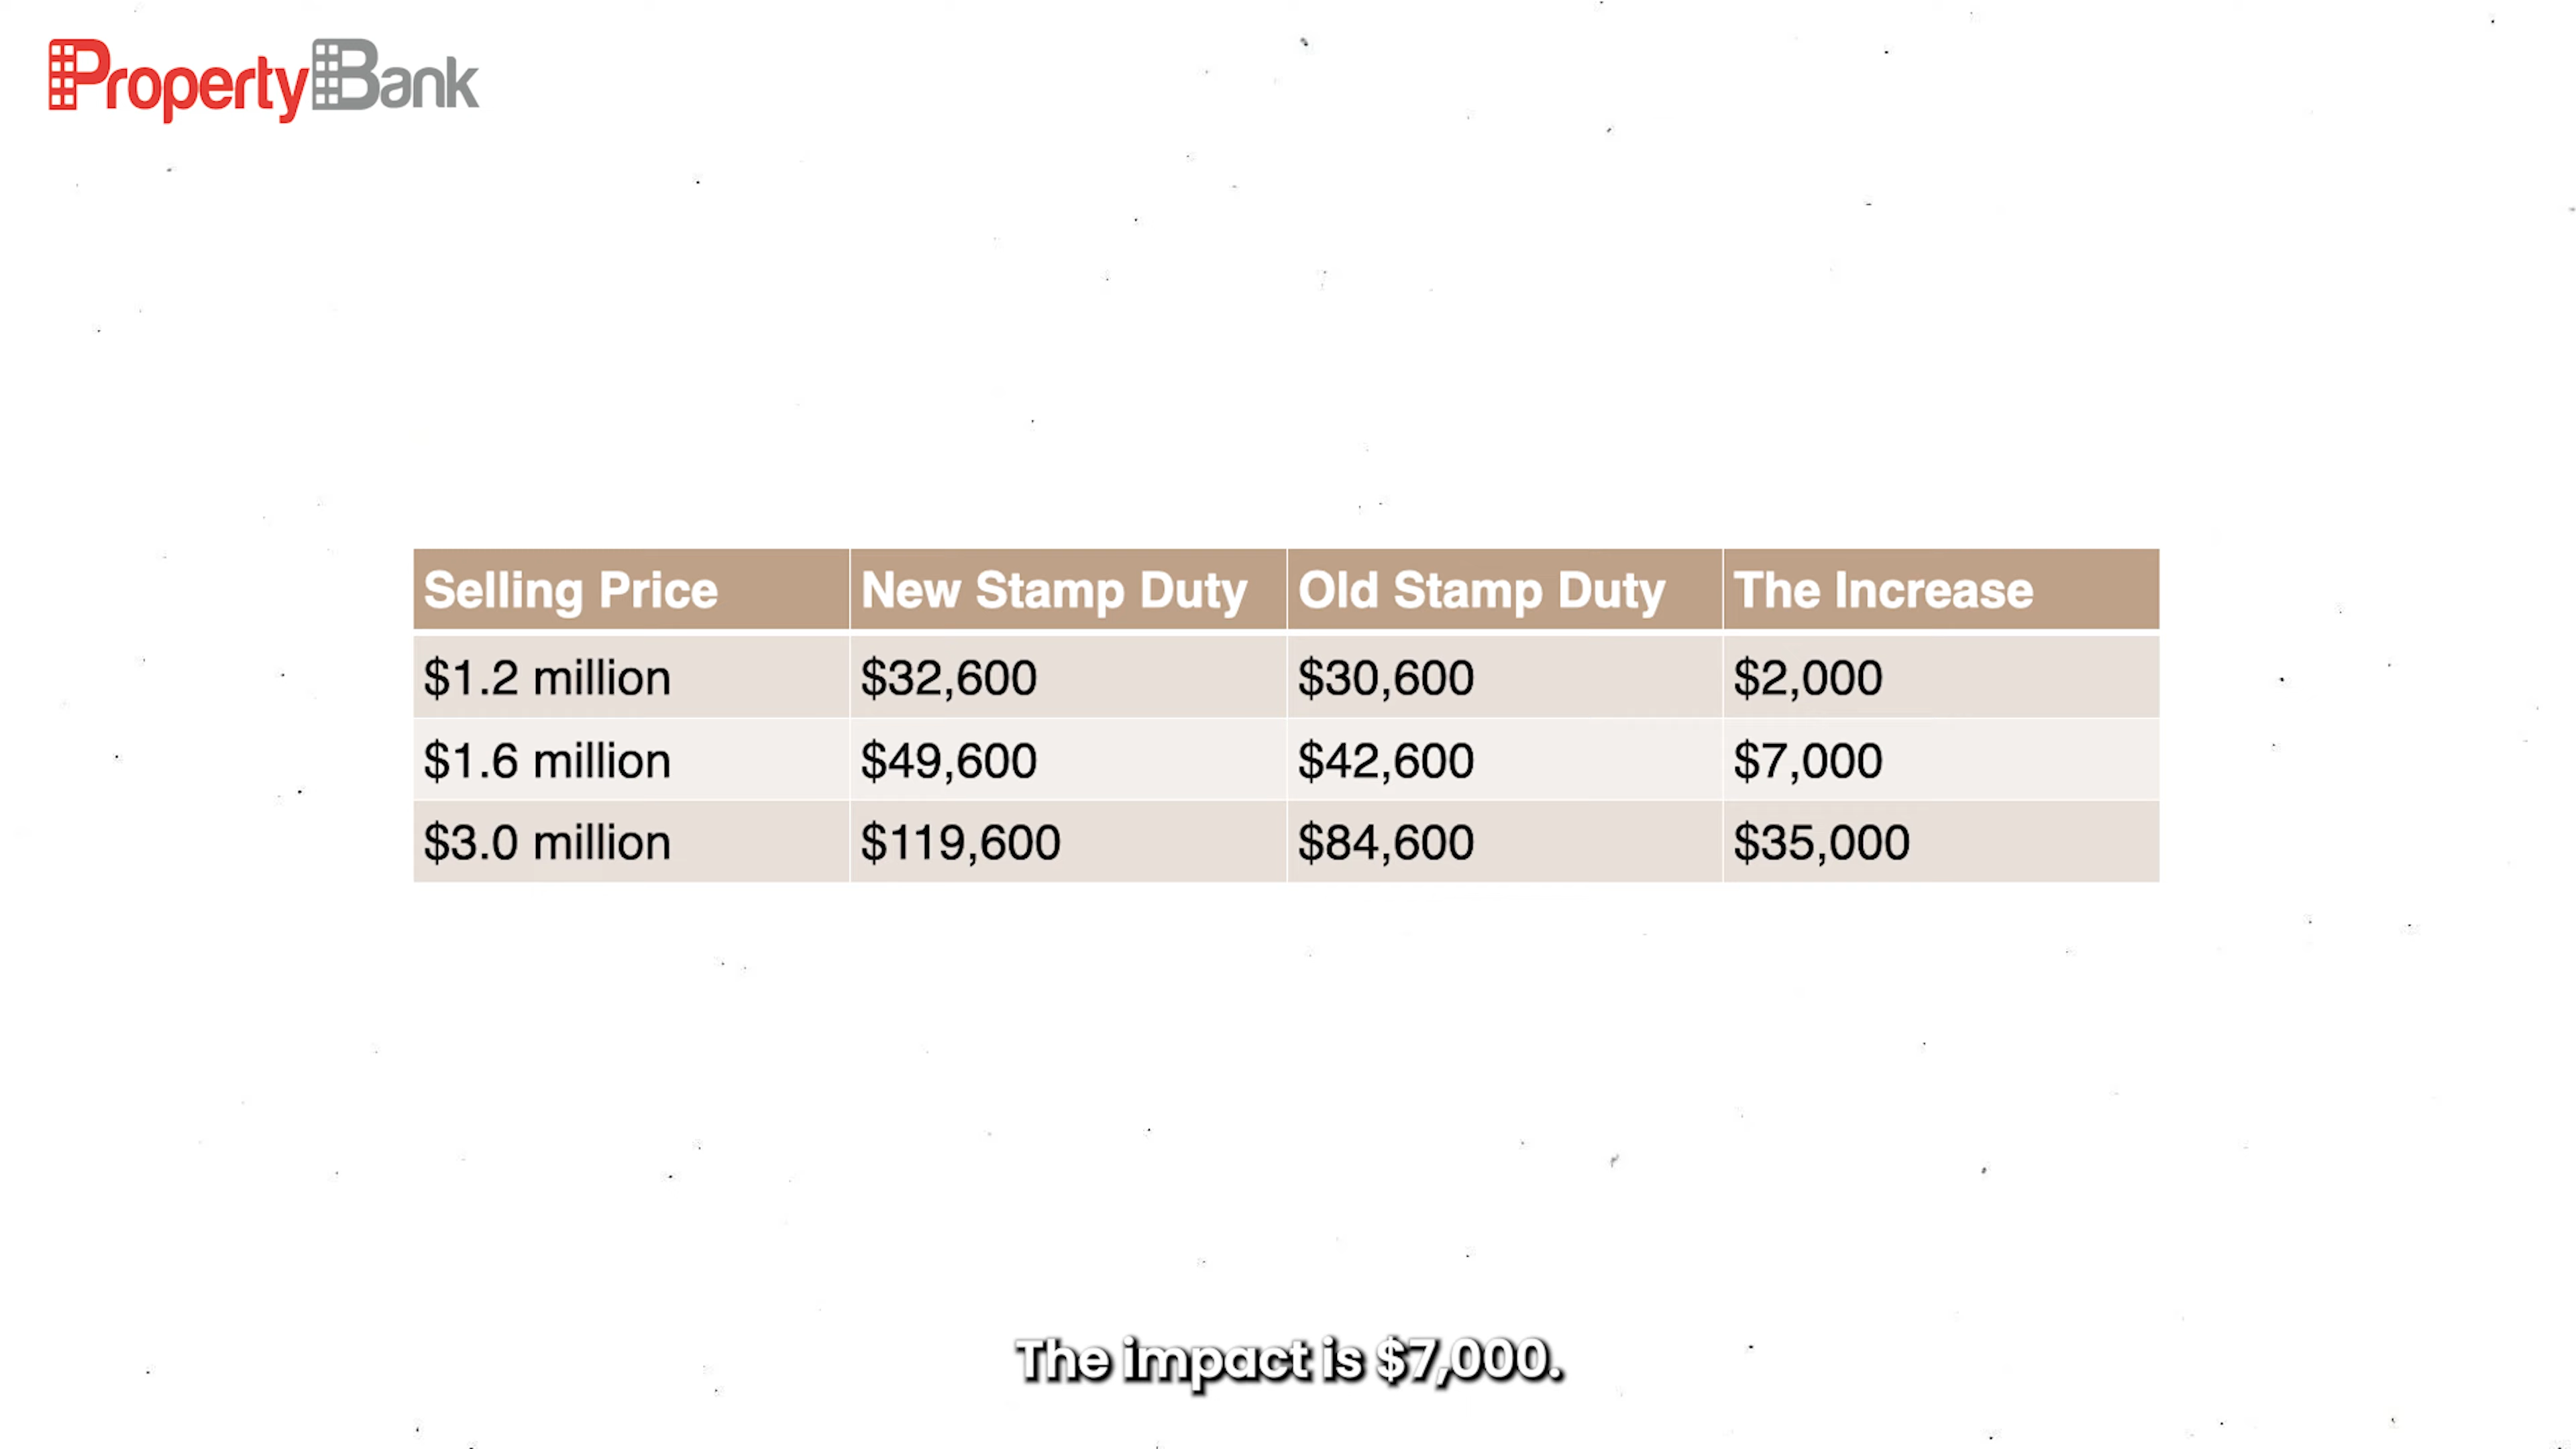 PropertyBank
Selling Price New Stamp Duty Old Stamp Duty The Increase
$1.2 million $32,600 $30,600 $2,000
$1.6 million $49,600 $42,600 $7,000
$3.0 million $119,600 $84,600 $35,000
The impact is $7,000.